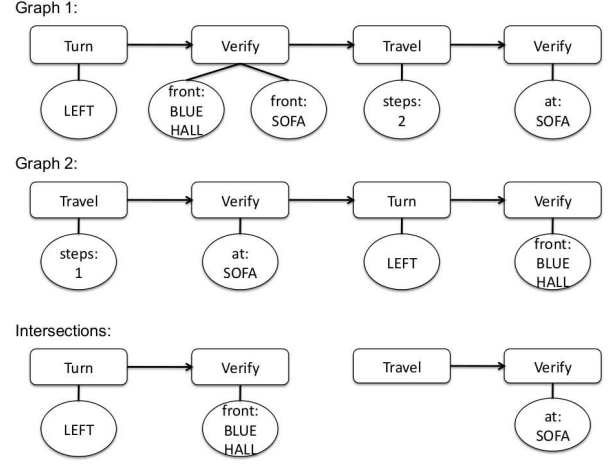 Graph 1:
Turn
Verify
Travel
Verify
LEFT
front:
BLUE
HALL
front:
SOFA
steps:
2
at:
SOFA
Graph 2:
Travel
Verify
Turn
Verify
steps:
1
at:
SOFA
LEFT
front:
BLUE
HALL
Intersections:
Turn
Verify
Travel
Verify
LEFT
front:
BLUE
HALL
at:
SOFA